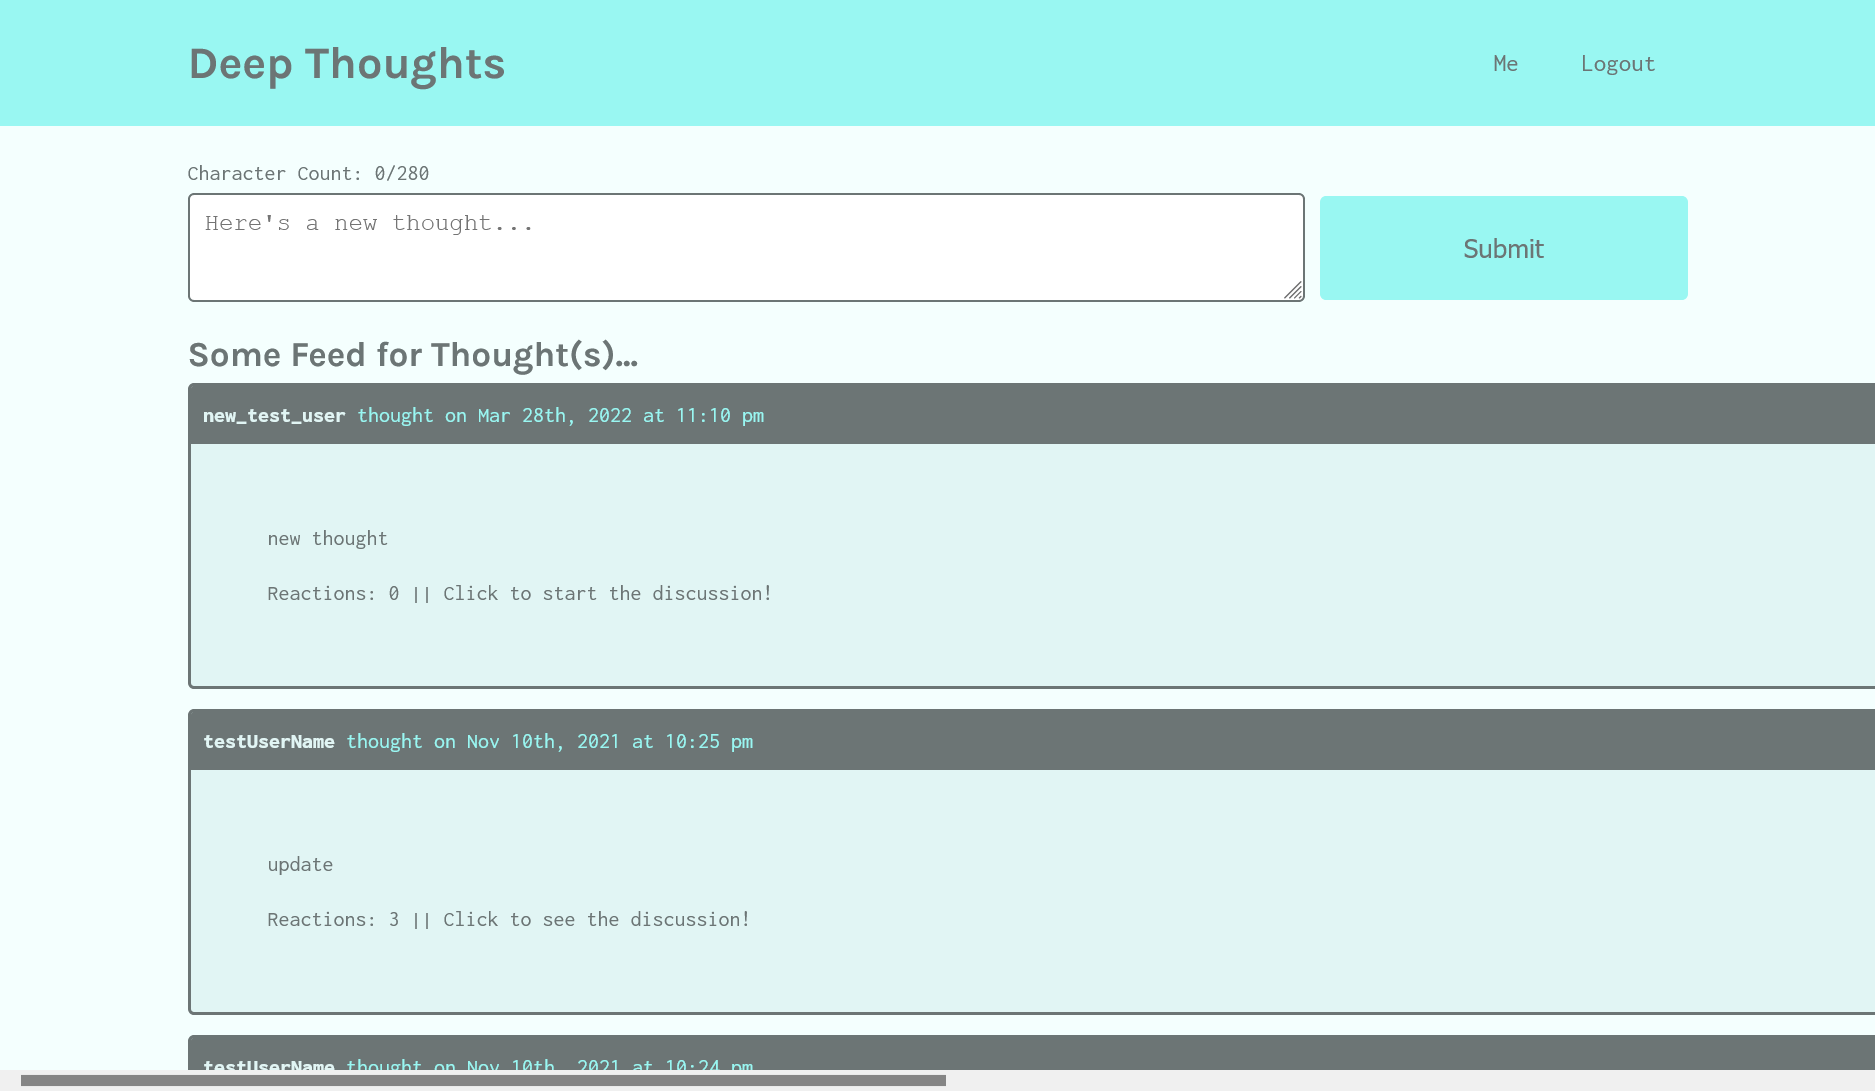 Deep Thoughts
Me Logout
Character Count: 0/280
Here's a new thought...
Submit
Some Feed for Thought(s)...
new_test_user thought on Mar 28th, 2022 at 11:10 pm
new thought
Reactions: 0 || Click to start the discussion!
testUserName thought on Nov 10th, 2021 at 10:25 pm
update
Reactions: 3 || Click to see the discussion!
testUserName thought on Nov 10th, 2021 at 10:24 pm